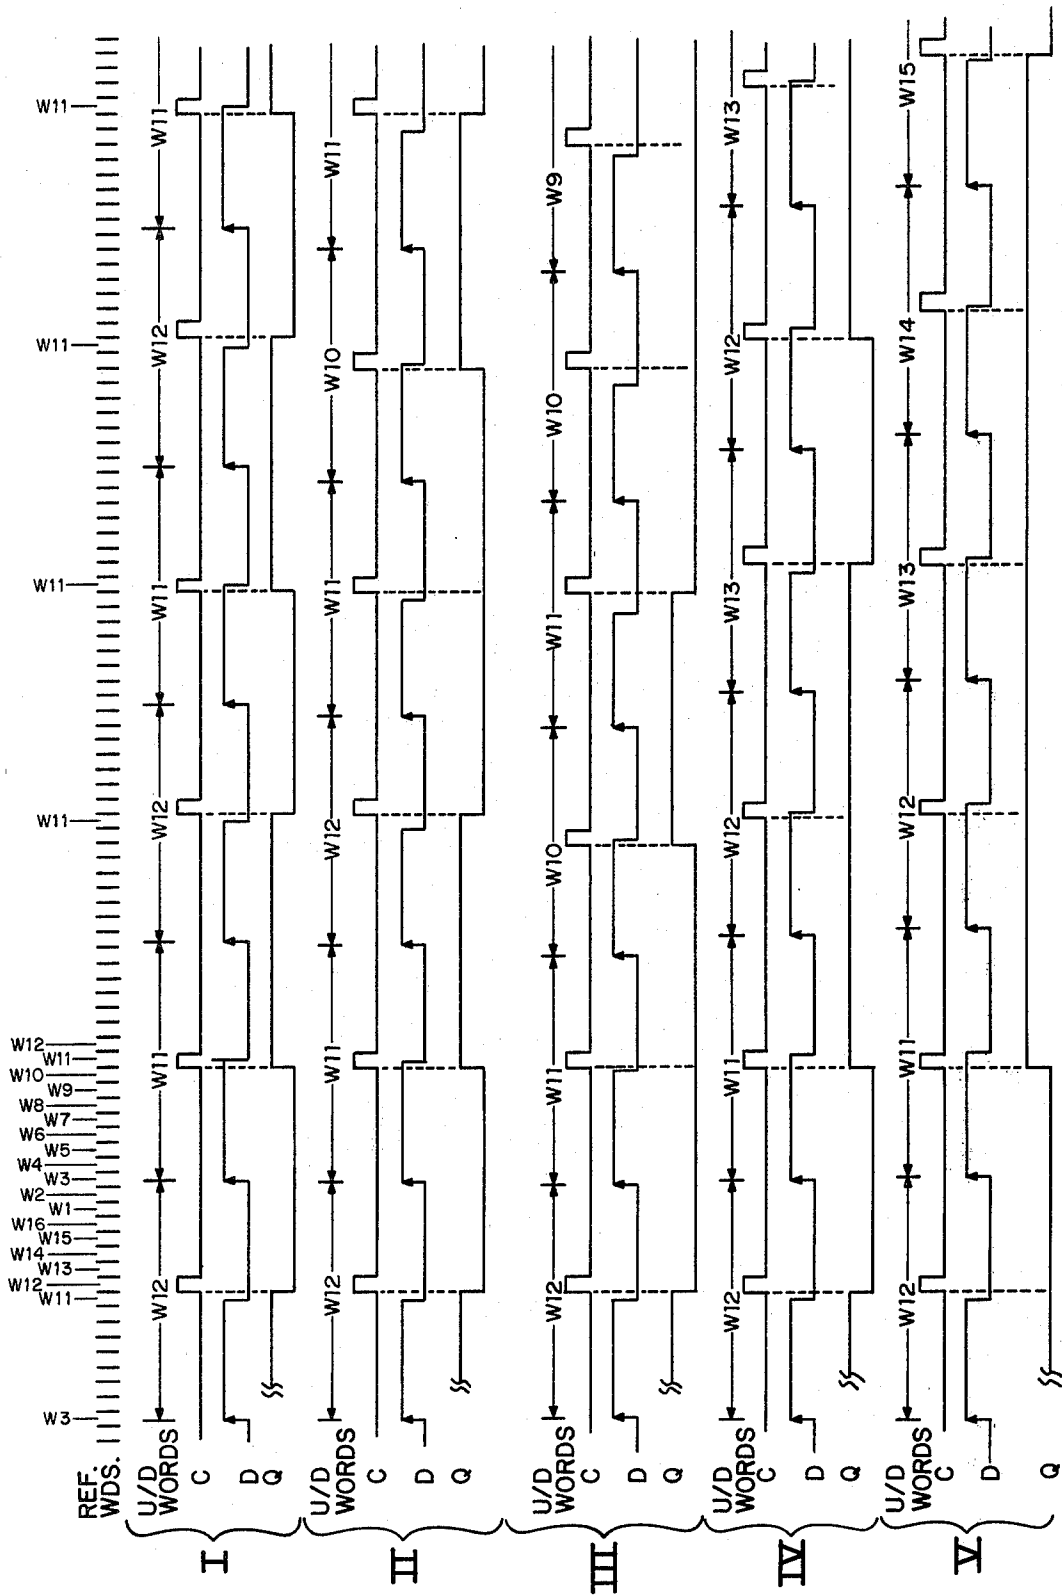 W3 W11 W12 W13 W14 W15 W16 W1 W2 W3 W4 W5 W6 W7 W8 W9 W10 W11 W12 W11 W11 W11 W11
REF.
WDS.
I
U/D
WORDS
W12 W11 W12 W11 W12 W11
C
D
Q
II
U/D
WORDS
W12 W11 W12 W11 W10 W11
C
D
Q
III
U/D
WORDS
W12 W11 W10 W11 W10 W9
C
D
Q
IV
U/D
WORDS
W12 W11 W12 W13 W12 W13
C
D
Q
V
U/D
WORDS
W12 W11 W12 W13 W14 W15
C
D
Q